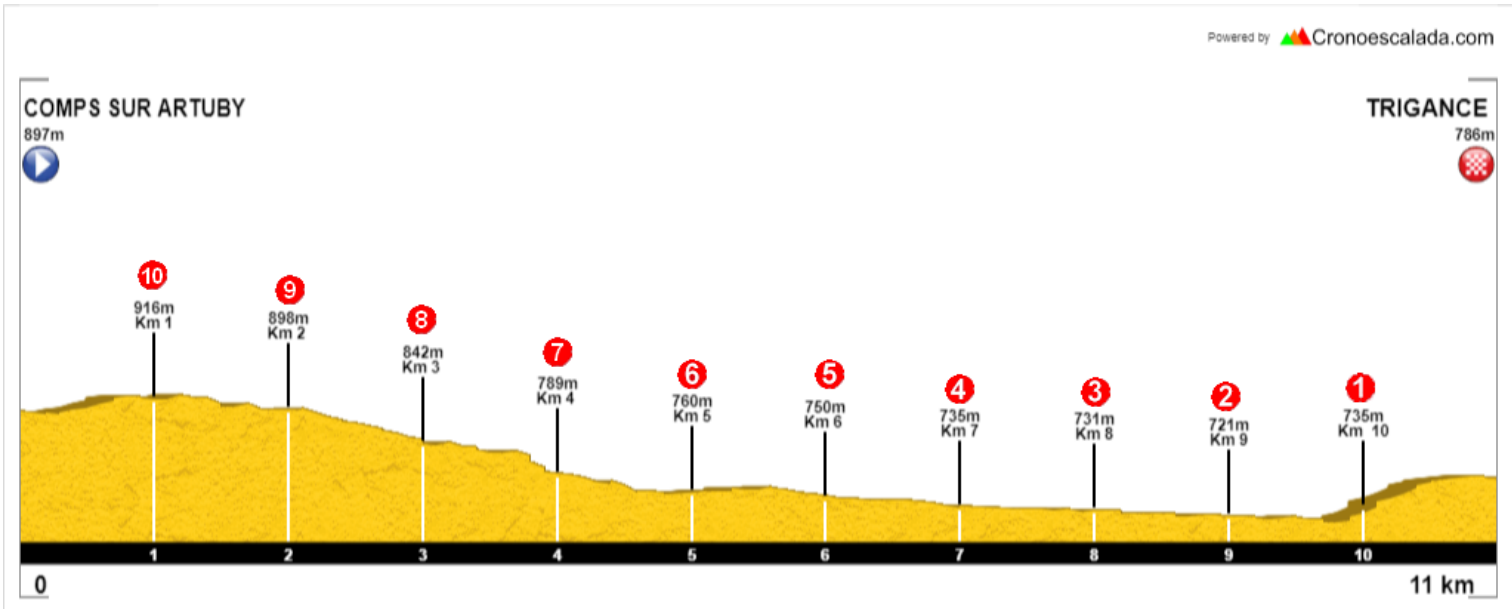 Powered by Cronoescalada.com
COMPS SUR ARTUBY
897m
TRIGANCE
786m
10
916m
Km 1
9
898m
Km 2
8
842m
Km 3
7
789m
Km 4
6
760m
Km 5
5
750m
Km 6
4
735m
Km 7
3
731m
Km 8
2
721m
Km 9
1
735m
Km 10
1 2 3 4 5 6 7 8 9 10
0
11 km